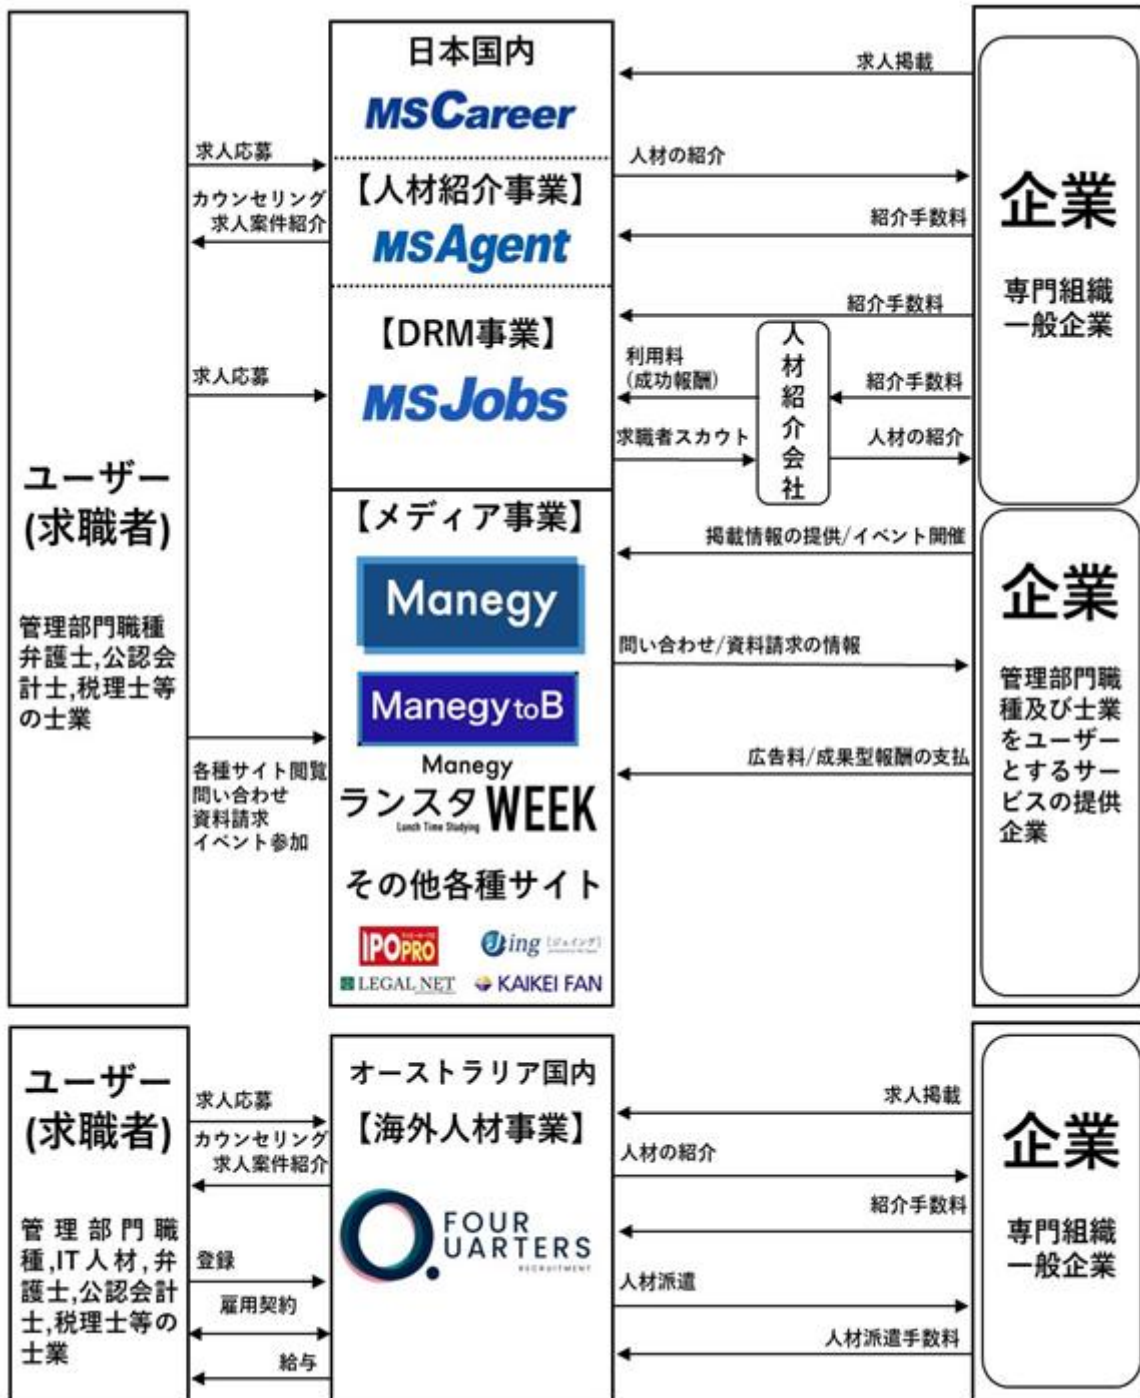 日本国内
MSCareer
求人掲載
求人応募
カウンセリング
求人案件紹介
【人材紹介事業】
MSAgent
人材の紹介
紹介手数料
企業
専門組織
一般企業
【DRM事業】
MSJobs
求人応募
紹介手数料
利用料
(成功報酬)
求職者スカウト
人材紹介会社
紹介手数料
人材の紹介
ユーザー
(求職者)
管理部門職種
弁護士,公認会
計士,税理士等
の士業
各種サイト閲覧
問い合わせ
資料請求
イベント参加
【メディア事業】
Manegy
Manegy toB
Manegy
ランスタ WEEK
Lunch Time Studying
その他各種サイト
IPO PRO
Jing [ジェイング]
LEGAL NET
KAIKEI FAN
掲載情報の提供/イベント開催
問い合わせ/資料請求の情報
広告料/成果型報酬の支払
企業
管理部門職
種及び士業
をユーザー
とするサー
ビスの提供
企業
ユーザー
(求職者)
管理部門職
種,IT人材,弁
護士,公認会計
士,税理士等の
士業
求人応募
カウンセリング
求人案件紹介
登録
雇用契約
給与
オーストラリア国内
【海外人材事業】
FOUR
UARTERS
RECRUITMENT
求人掲載
人材の紹介
紹介手数料
人材派遣
人材派遣手数料
企業
専門組織
一般企業